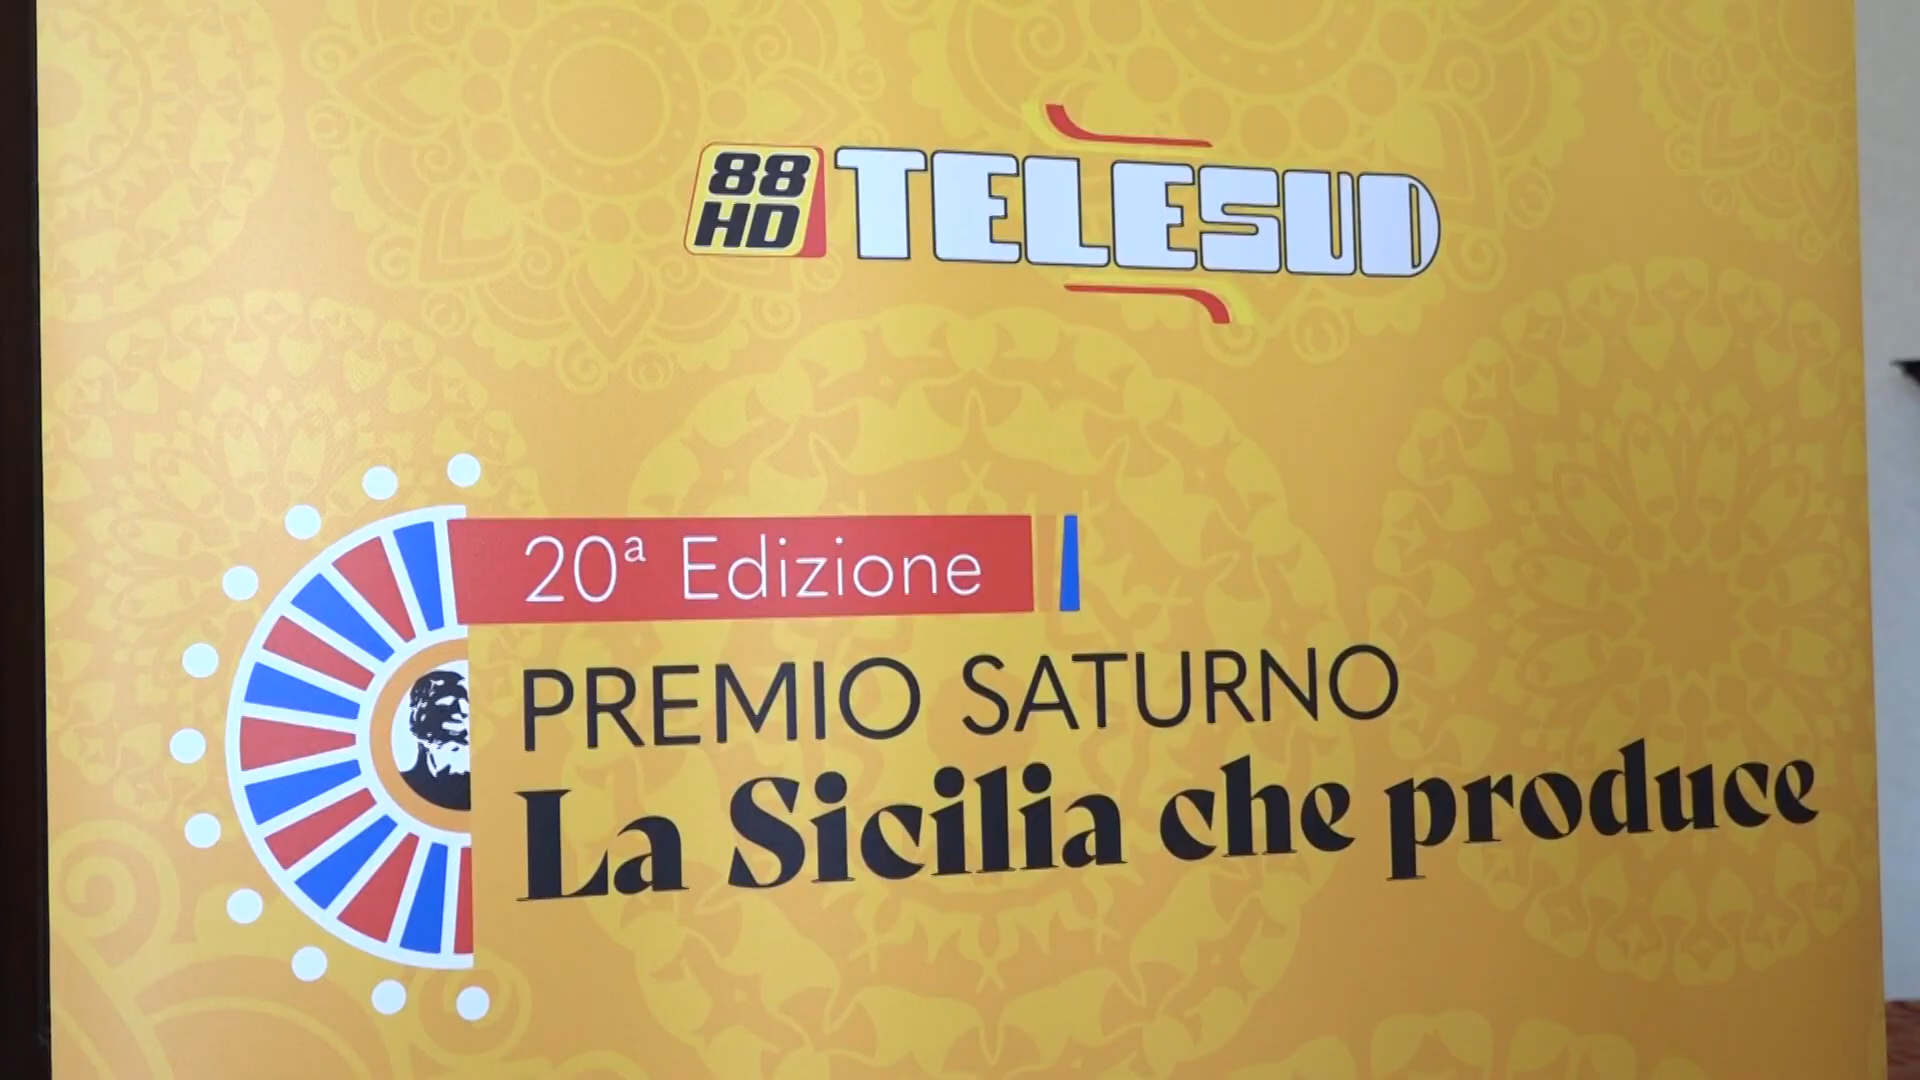 88
HD
TELESUD
20ª Edizione
PREMIO SATURNO
La Sicilia che produce